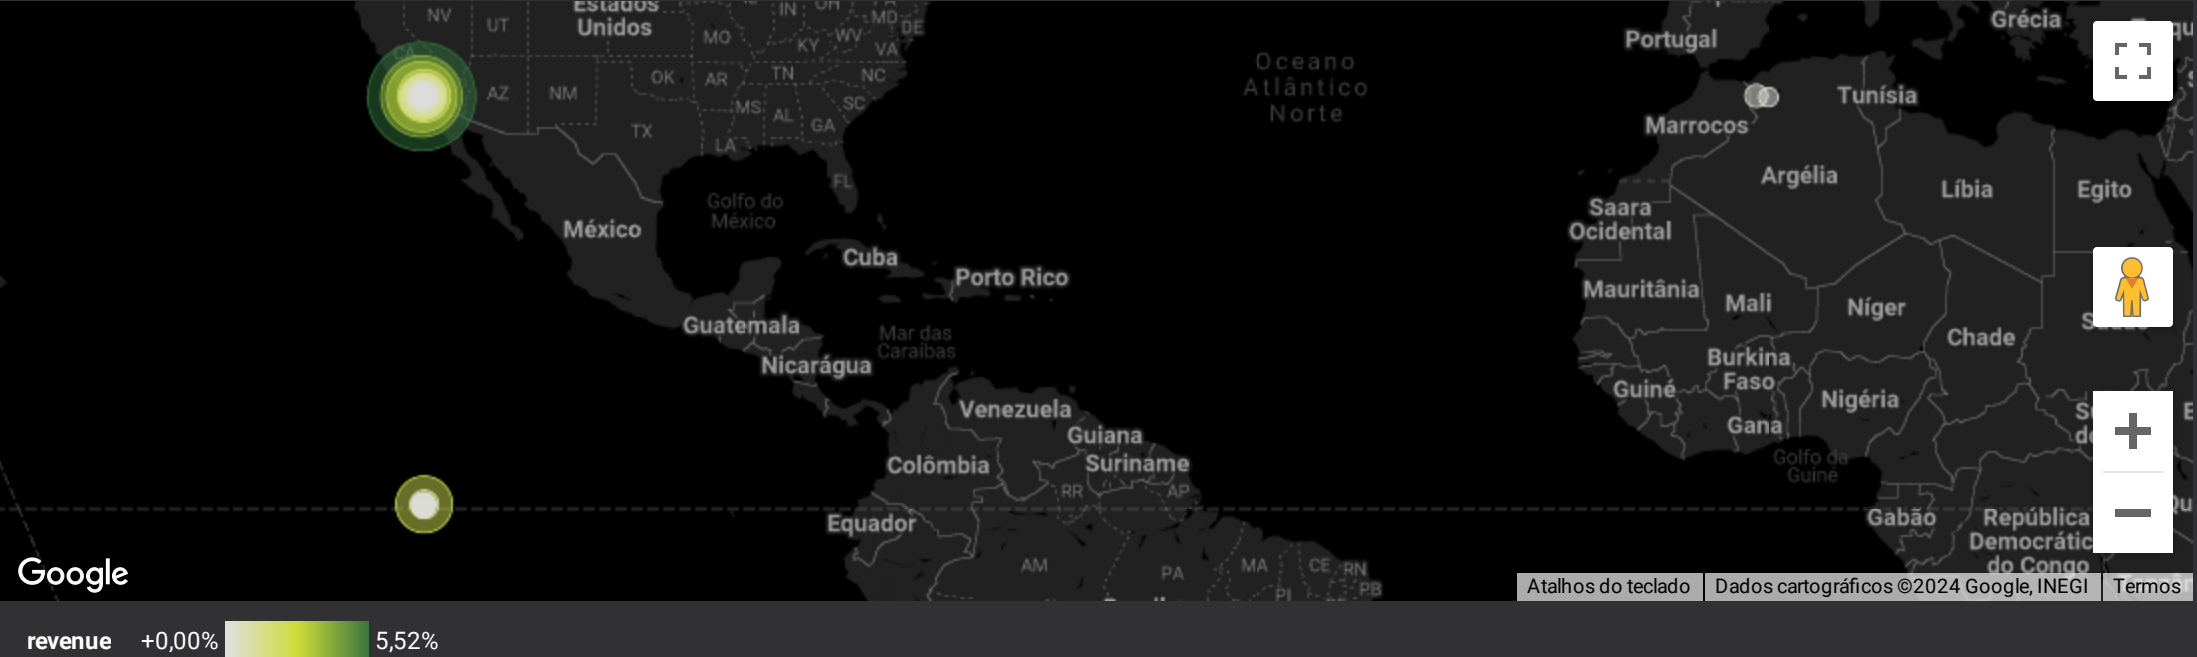 Estados
Unidos
NV
UT
IN
OH
MD
DE
MO
KY
WV
VA
CA
OK
AR
TN
NC
AZ
NM
MS
AL
SC
GA
TX
LA
FL
Oceano
Atlântico
Norte
Portugal
Grécia
Tunísia
Marrocos
Argélia
Líbia
Egito
Saara
Ocidental
Golfo do
México
México
Cuba
Porto Rico
Mauritânia
Mali
Níger
Chade
Guatemala
Mar das
Caraíbas
Nicarágua
Burkina
Faso
Guiné
Gana
Nigéria
Golfo da
Guiné
Venezuela
Guiana
Suriname
Colômbia
RR
AP
Equador
Gabão
República
Democrátic
do Congo
AM
PA
MA
CE
RN
PB
PI
Google
Atalhos do teclado
Dados cartográficos ©2024 Google, INEGI
Termos
revenue +0,00% 5,52%